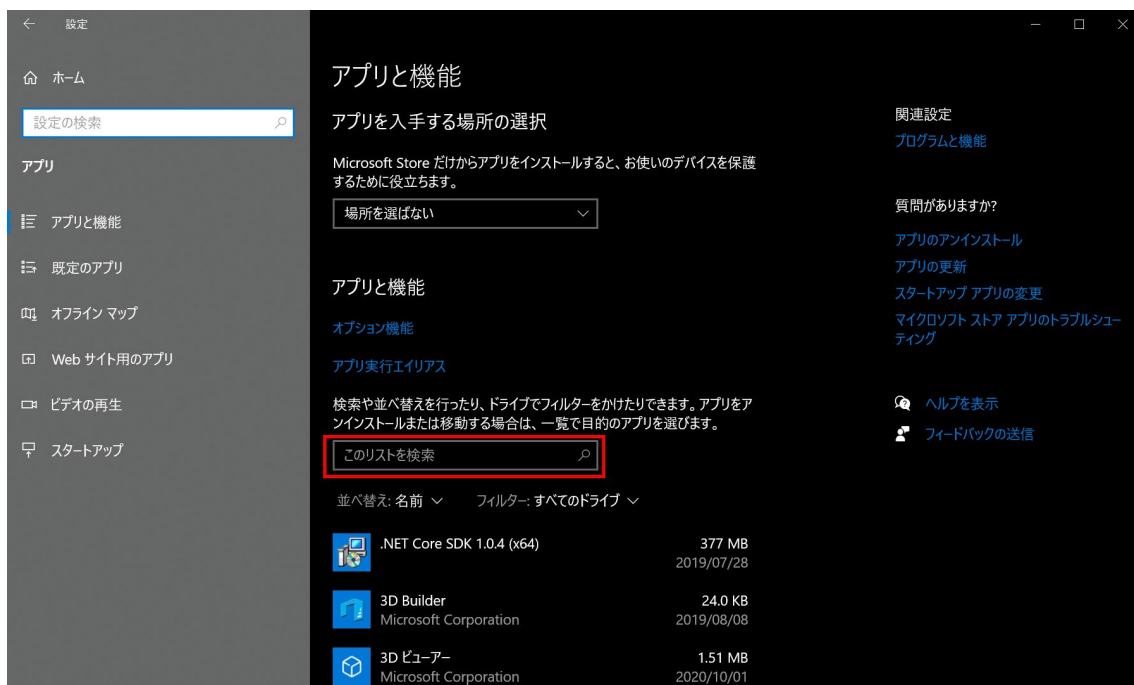 設定
ホーム
設定の検索
アプリ
アプリと機能
既定のアプリ
オフライン マップ
Web サイト用のアプリ
ビデオの再生
スタートアップ
アプリと機能
アプリを入手する場所の選択
Microsoft Store だけからアプリをインストールすると、お使いのデバイスを保護
するために役立ちます。
場所を選ばない
アプリと機能
オプション機能
アプリ実行エイリアス
検索や並べ替えを行ったり、ドライブでフィルターをかけたりできます。アプリをア
ンインストールまたは移動する場合は、一覧で目的のアプリを選びます。
このリストを検索
並べ替え: 名前 フィルター: すべてのドライブ
.NET Core SDK 1.0.4 (x64) 377 MB
2019/07/28
3D Builder 24.0 KB
Microsoft Corporation 2019/08/08
3D ビューアー 1.51 MB
Microsoft Corporation 2020/10/01
関連設定
プログラムと機能
質問がありますか?
アプリのアンインストール
アプリの更新
スタートアップ アプリの変更
マイクロソフト ストア アプリのトラブルシュー
ティング
ヘルプを表示
フィードバックの送信